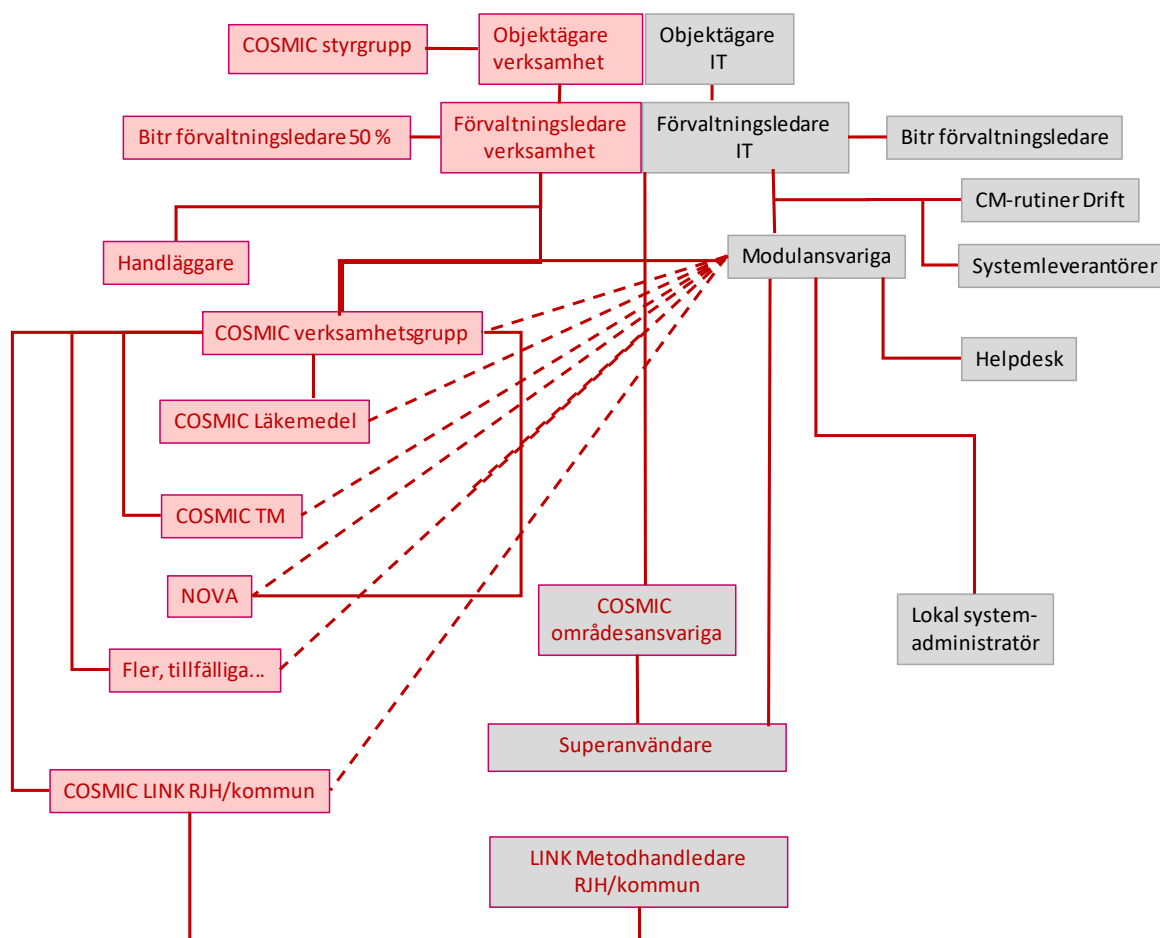 COSMIC styrgrupp
Objektägare
verksamhet
Objektägare
IT
Bitr förvaltningsledare 50 %
Förvaltningsledare
verksamhet
Förvaltningsledare
IT
Bitr förvaltningsledare
CM-rutiner Drift
Handläggare
Modulansvariga
Systemleverantörer
COSMIC verksamhetsgrupp
Helpdesk
COSMIC Läkemedel
COSMIC TM
NOVA
COSMIC
områdesansvariga
Lokal system-
administratör
Fler, tillfälliga...
Superanvändare
COSMIC LINK RJH/kommun
LINK Metodhandledare
RJH/kommun